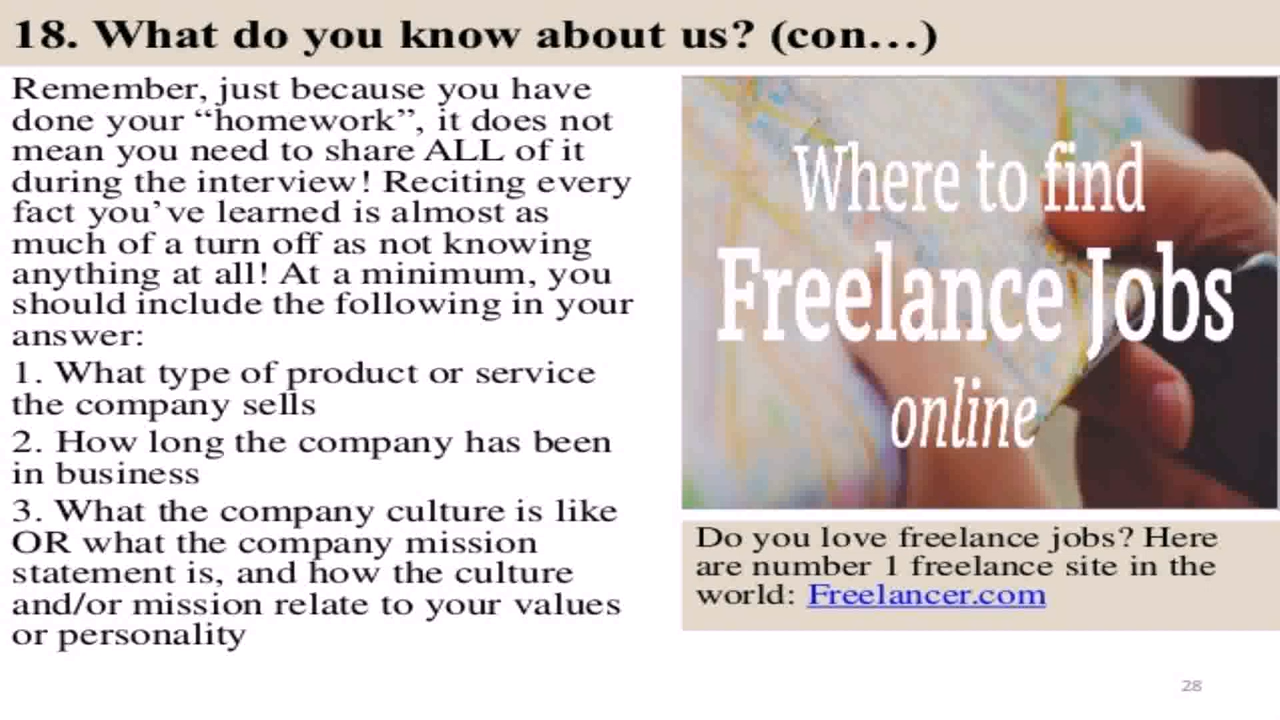 18. What do you know about us? (con…)
Remember, just because you have
done your “homework”, it does not
mean you need to share ALL of it
during the interview! Reciting every
fact you’ve learned is almost as
much of a turn off as not knowing
anything at all! At a minimum, you
should include the following in your
answer:
1. What type of product or service
the company sells
2. How long the company has been
in business
3. What the company culture is like
OR what the company mission
statement is, and how the culture
and/or mission relate to your values
or personality
Where to find
Freelance Jobs
online
Do you love freelance jobs? Here
are number 1 freelance site in the
world: Freelancer.com
28